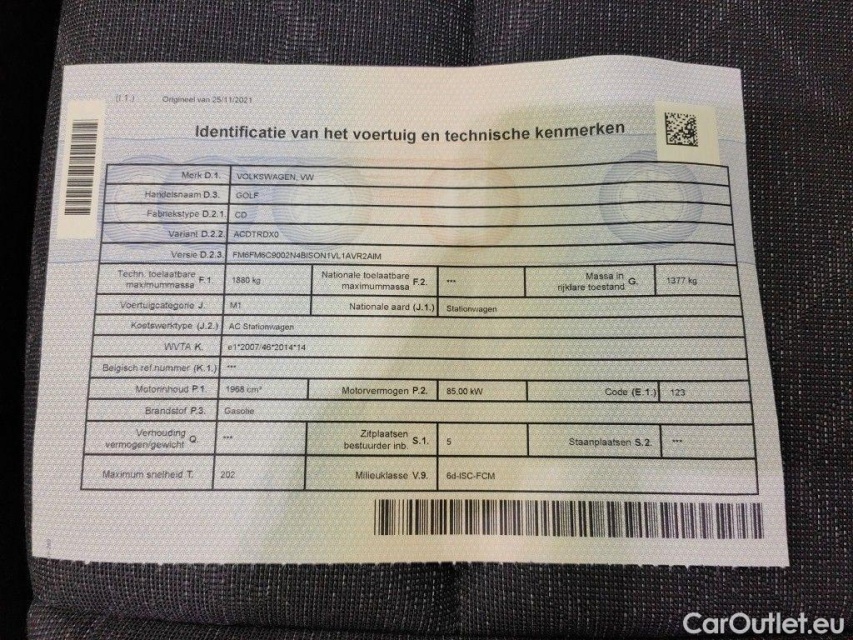 (I.1.) Origineel van 25/11/2021
Identificatie van het voertuig en technische kenmerken
Merk D.1. VOLKSWAGEN, VW
Handelsnaam D.3. GOLF
Fabriekstype D.2.1. CD
Variant D.2.2. ACDTRDX0
Versie D.2.3. FM6FM6C9002N4BISON1VL1AVR2AIM
Techn. toelaatbare maximummassa F.1. 1880 kg Nationale toelaatbare maximummassa F.2. *** Massa in rijklare toestand G. 1377 kg
Voertuigcategorie J. M1 Nationale aard (J.1.) Stationwagen
Koetswerktype (J.2.) AC Stationwagen
WVTA K. e1*2007/46*2014*14
Belgisch ref.nummer (K.1.) ***
Motorinhoud P.1. 1968 cm³ Motorvermogen P.2. 85.00 kW Code (E.1.) 123
Brandstof P.3. Gasolie
Verhouding vermogen/gewicht Q. *** Zitplaatsen bestuurder inb. S.1. 5 Staanplaatsen S.2. ***
Maximum snelheid T. 202 Milieuklasse V.9. 6d-ISC-FCM
CarOutlet.eu